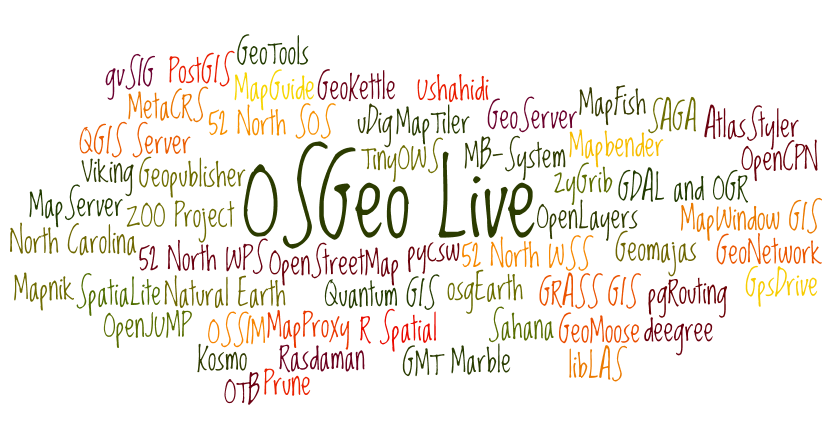 GeoTools
gvSIG PostGIS
MapGuide GeoKettle Ushahidi
MetaCRS 52 North SOS uDig MapTiler GeoServer MapFish SAGA AtlasStyler
QGIS Server TinyOWS MB-System Mapbender OpenCPN
Viking Geopublisher OSGeo Live zyGrib GDAL and OGR
MapServer ZOO Project OpenLayers MapWindow GIS
North Carolina 52 North WPS OpenStreetMap pycsw 52 North WSS Geomajas GeoNetwork
Mapnik SpatiaLite Natural Earth Quantum GIS osgEarth GRASS GIS pgRouting GpsDrive
OpenJUMP OSSIM MapProxy R Spatial Sahana GeoMoose deegree
Kosmo Rasdaman GMT Marble libLAS
OTB Prune